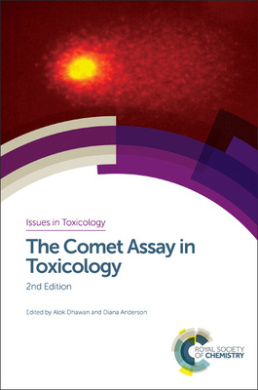 Issues in Toxicology
The Comet Assay in
Toxicology
2nd Edition
Edited by Alok Dhawan and Diana Anderson
ROYAL SOCIETY
OF CHEMISTRY